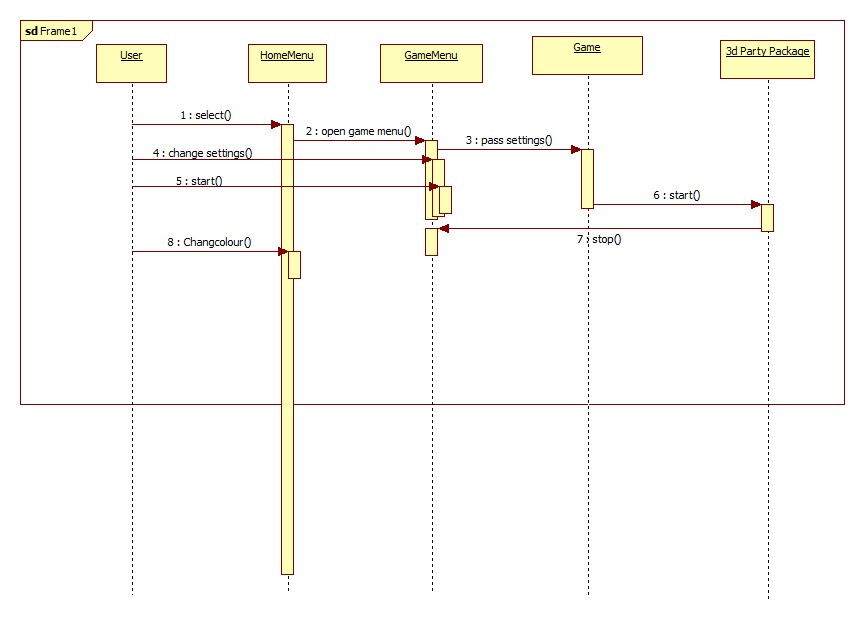 sd Frame1
User
HomeMenu
GameMenu
Game
3d Party Package
1 : select()
2 : open game menu()
3 : pass settings()
4 : change settings()
5 : start()
6 : start()
7 : stop()
8 : Changcolour()